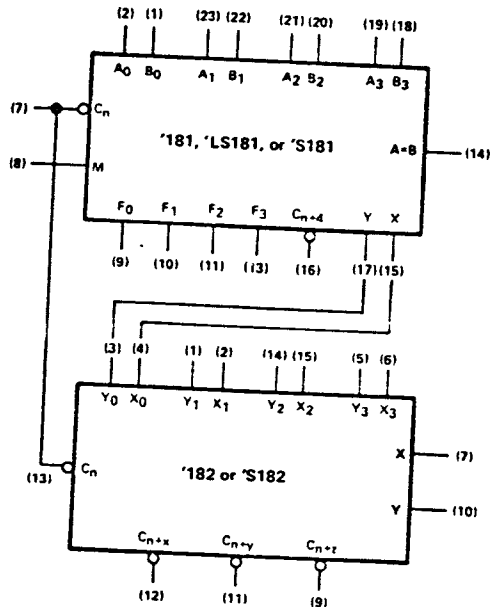 (2) (1) (23) (22) (21) (20) (19) (18)
A0 B0 A1 B1 A2 B2 A3 B3
(7) Cn '181, 'LS181, or 'S181 A=B (14)
(8) M
F0 F1 F2 F3 Cn+4 Y X
(9) (10) (11) (13) (16) (17) (15)
(3) (4) (1) (2) (14) (15) (5) (6)
Y0 X0 Y1 X1 Y2 X2 Y3 X3
X (7)
(13) Cn '182 or 'S182
Y (10)
Cn+x Cn+y Cn+z
(12) (11) (9)